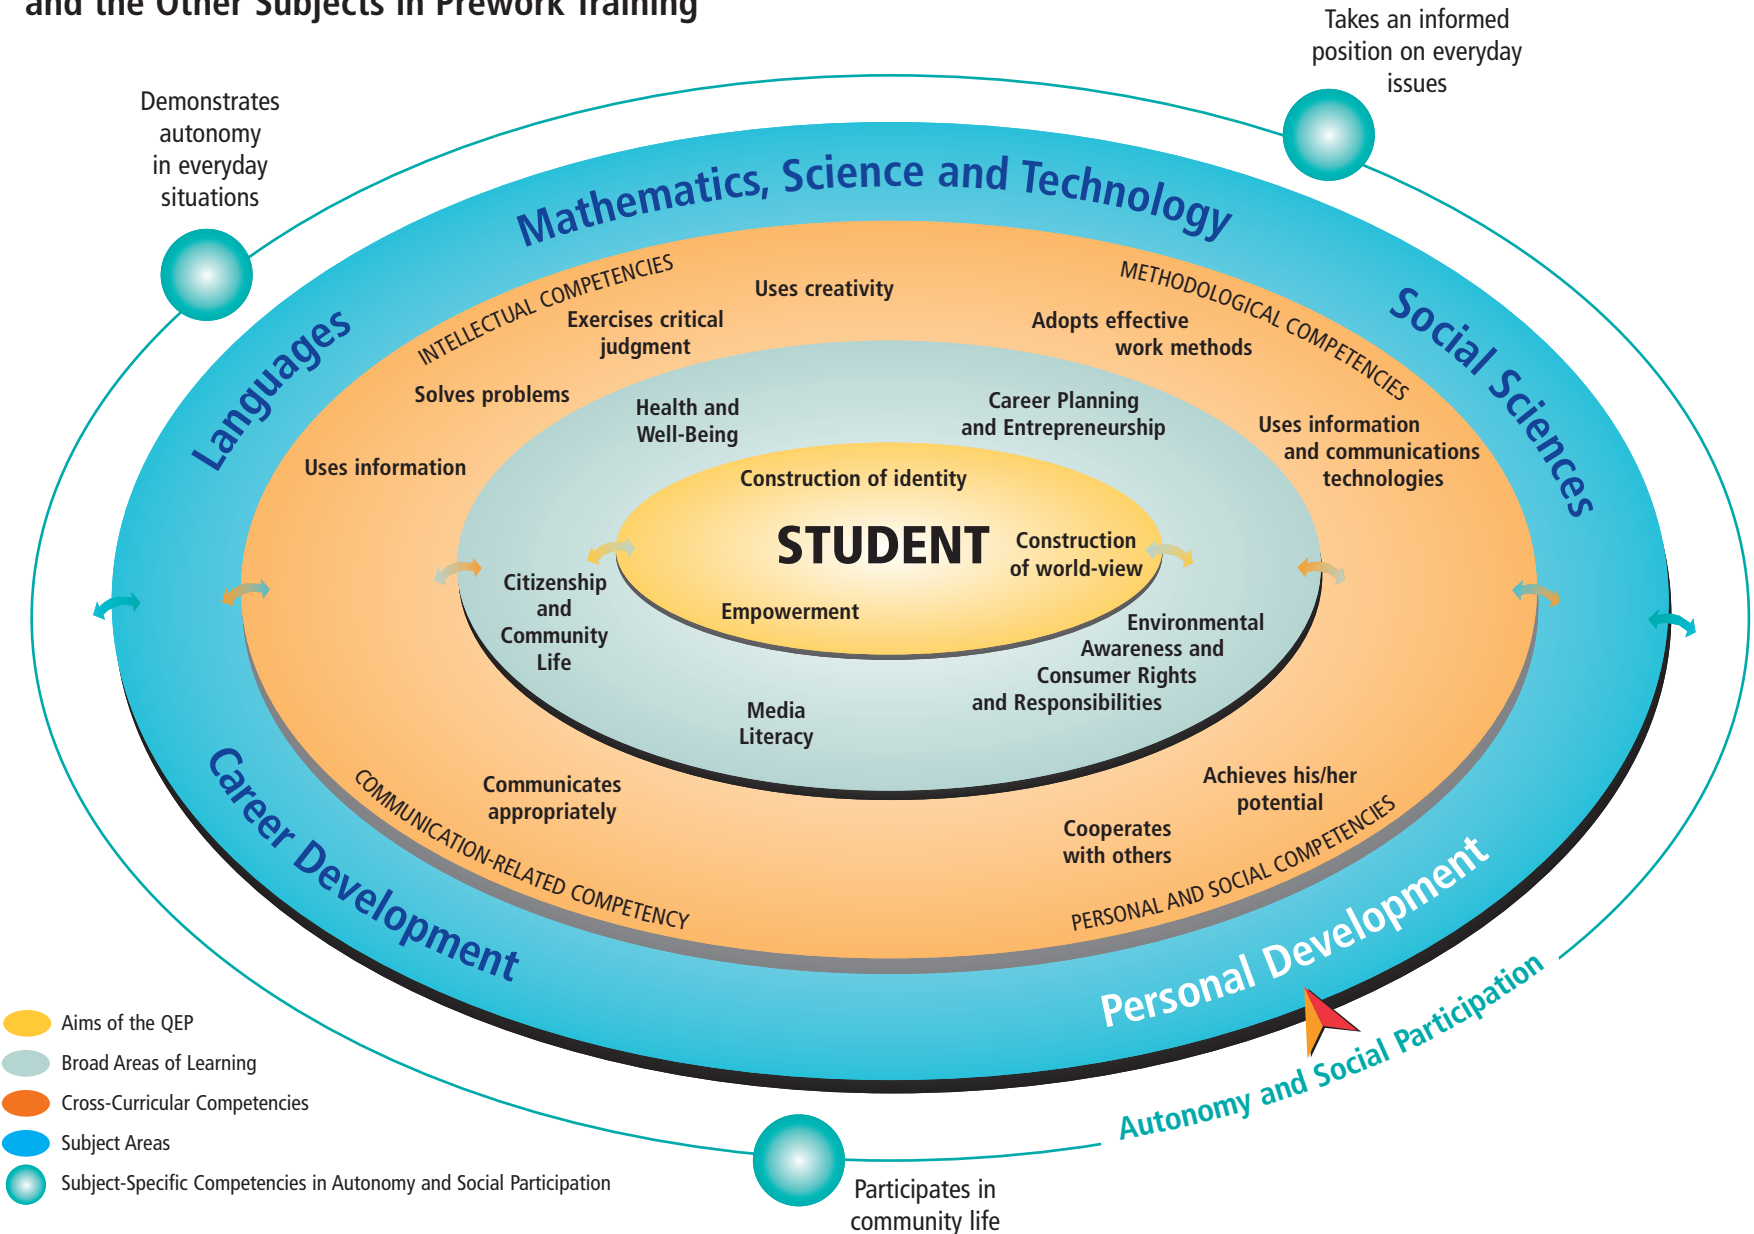 and the Other Subjects in Prework Training
Takes an informed
position on everyday
issues
Demonstrates
autonomy
in everyday
situations
Mathematics, Science and Technology
Languages
Social Sciences
INTELLECTUAL COMPETENCIES
METHODOLOGICAL COMPETENCIES
Uses creativity
Exercises critical
judgment
Adopts effective
work methods
Solves problems
Uses information
Uses information
and communications
technologies
Health and
Well-Being
Career Planning
and Entrepreneurship
Construction of identity
STUDENT
Construction
of world-view
Empowerment
Citizenship
and
Community
Life
Environmental
Awareness and
Consumer Rights
and Responsibilities
Media
Literacy
Communicates
appropriately
Achieves his/her
potential
Cooperates
with others
COMMUNICATION-RELATED COMPETENCY
PERSONAL AND SOCIAL COMPETENCIES
Career Development
Personal Development
Autonomy and Social Participation
Aims of the QEP
Broad Areas of Learning
Cross-Curricular Competencies
Subject Areas
Subject-Specific Competencies in Autonomy and Social Participation
Participates in
community life